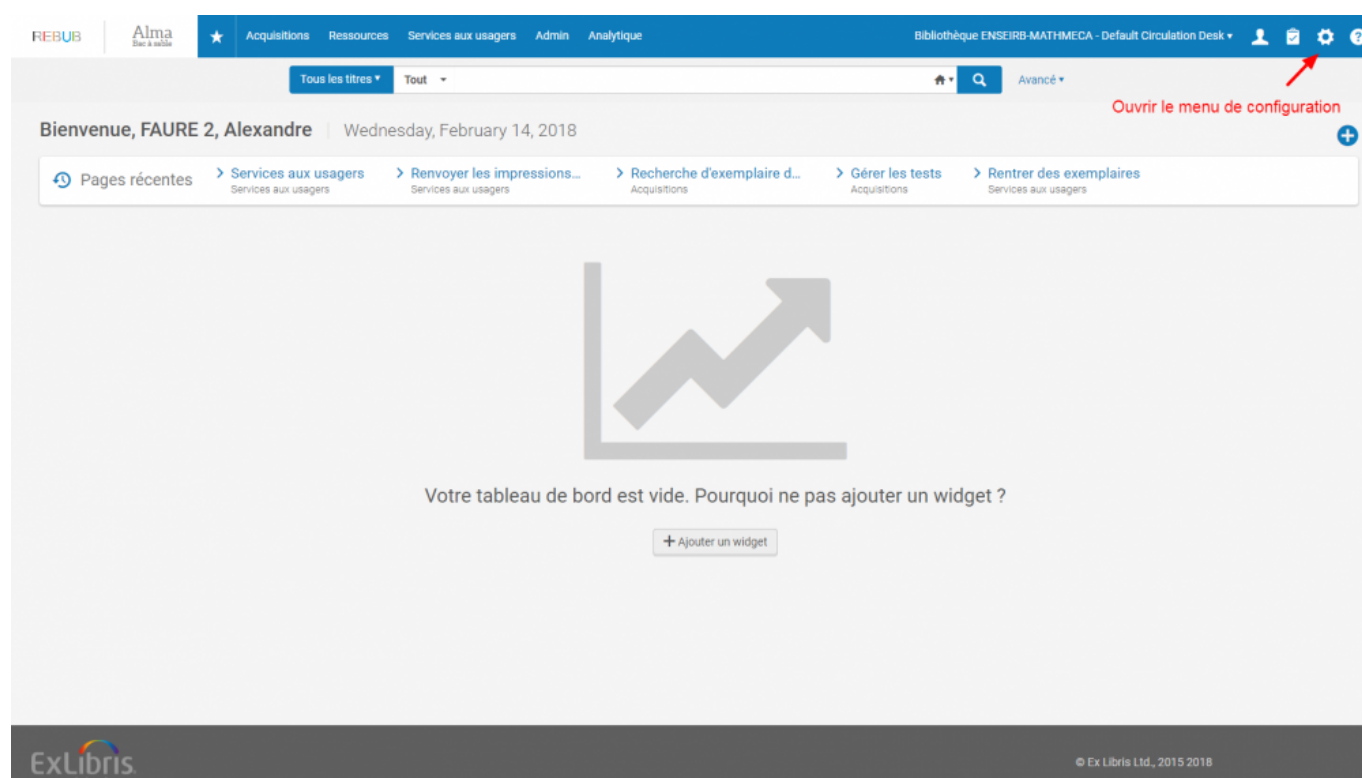 REBUB
Alma
Bac à sable
Acquisitions Ressources Services aux usagers Admin Analytique
Bibliothèque ENSEIRB-MATHMECA - Default Circulation Desk
Tous les titres
Tout
Avancé
Ouvrir le menu de configuration
Bienvenue, FAURE 2, Alexandre Wednesday, February 14, 2018
Pages récentes
Services aux usagers
Services aux usagers
Renvoyer les impressions...
Services aux usagers
Recherche d'exemplaire d...
Acquisitions
Gérer les tests
Acquisitions
Rentrer des exemplaires
Services aux usagers
Votre tableau de bord est vide. Pourquoi ne pas ajouter un widget ?
+ Ajouter un widget
ExLibris
© Ex Libris Ltd., 2015 2018